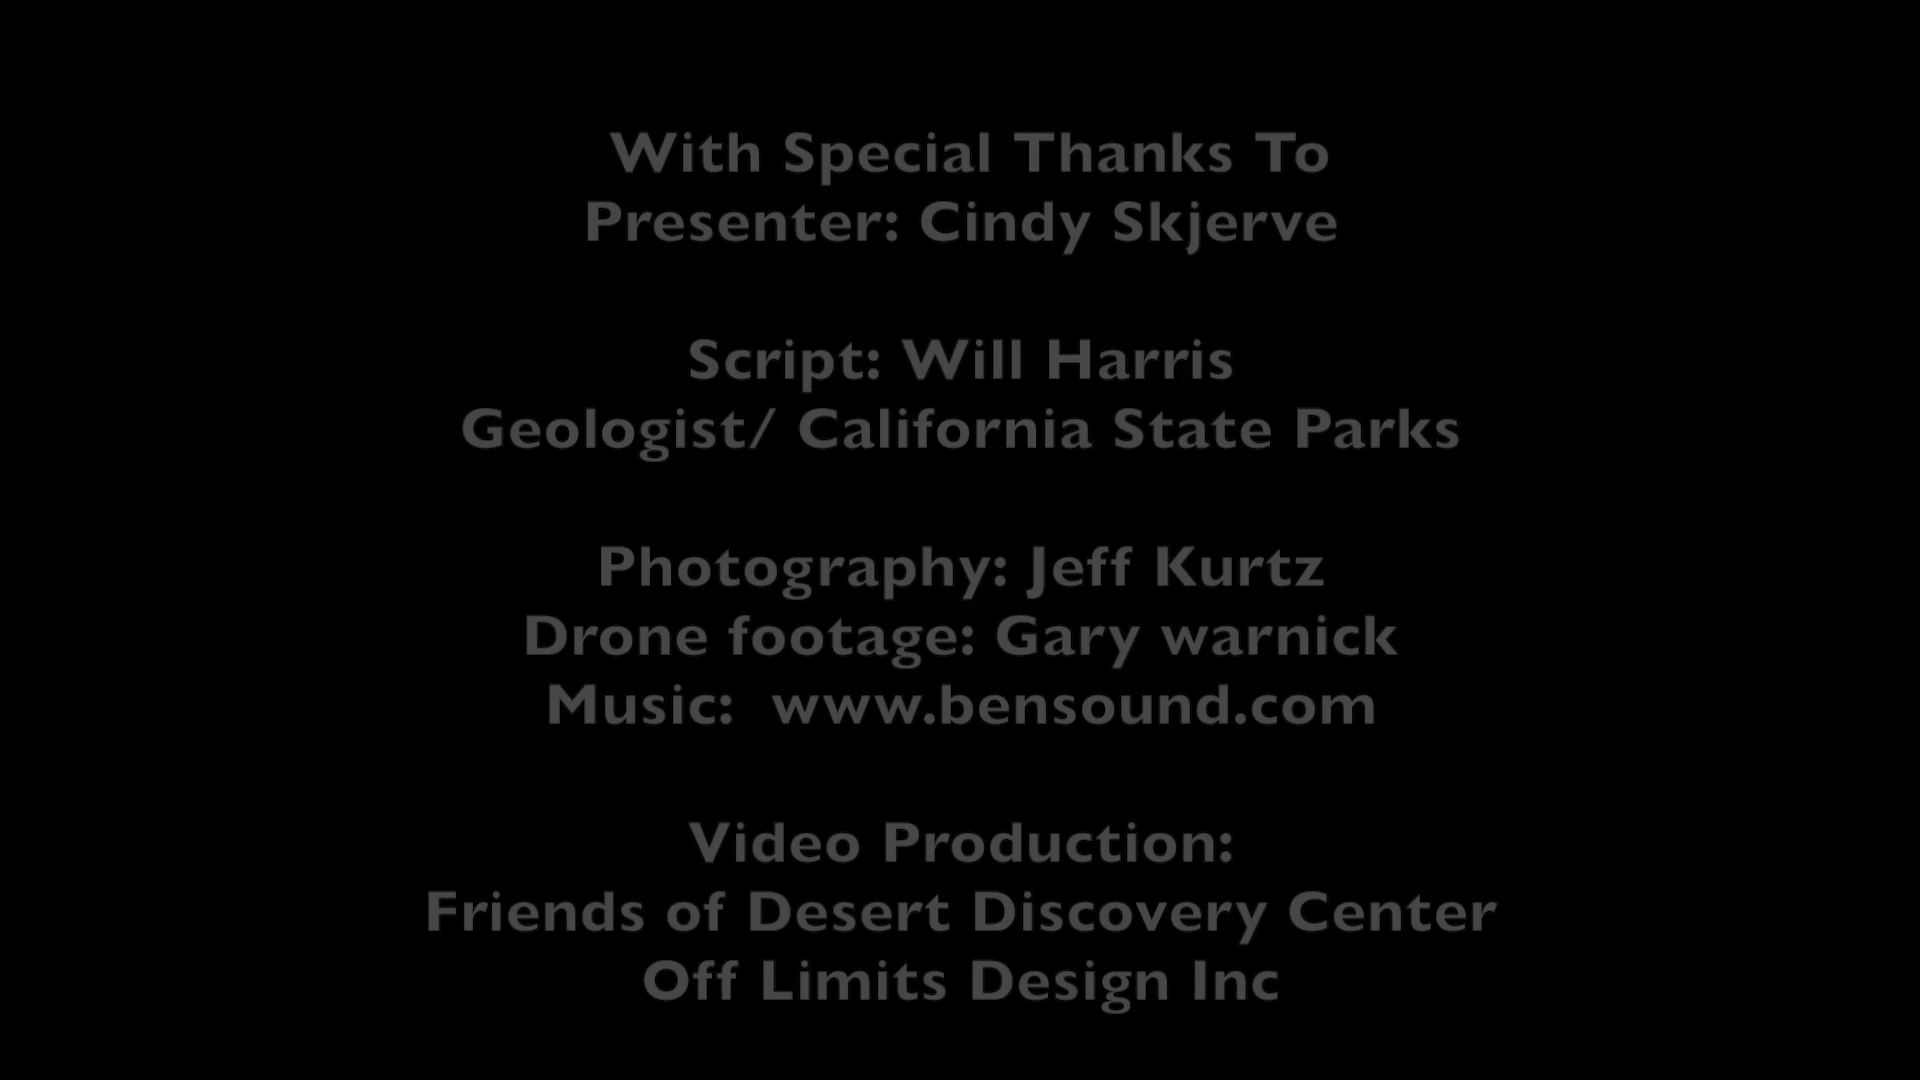 With Special Thanks To
Presenter: Cindy Skjerve
Script: Will Harris
Geologist/ California State Parks
Photography: Jeff Kurtz
Drone footage: Gary warnick
Music:  www.bensound.com
Video Production:
Friends of Desert Discovery Center
Off Limits Design Inc